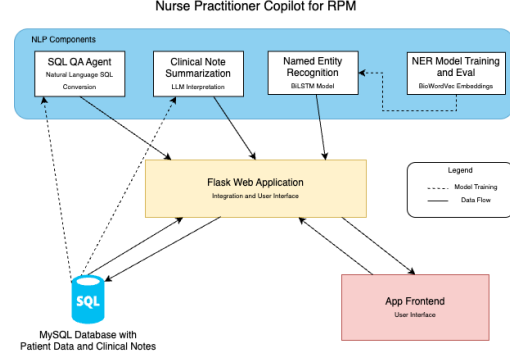 Nurse Practitioner Copilot for RPM
NLP Components
SQL QA Agent
Natural Language SQL
Conversion
Clinical Note
Summarization
LLM Interpretation
Named Entity
Recognition
BiLSTM Model
NER Model Training
and Eval
BioWordVec Embeddings
Flask Web Application
Integration and User Interface
Legend
Model Training
Data Flow
SQL
MySQL Database with
Patient Data and Clinical Notes
App Frontend
User Interface